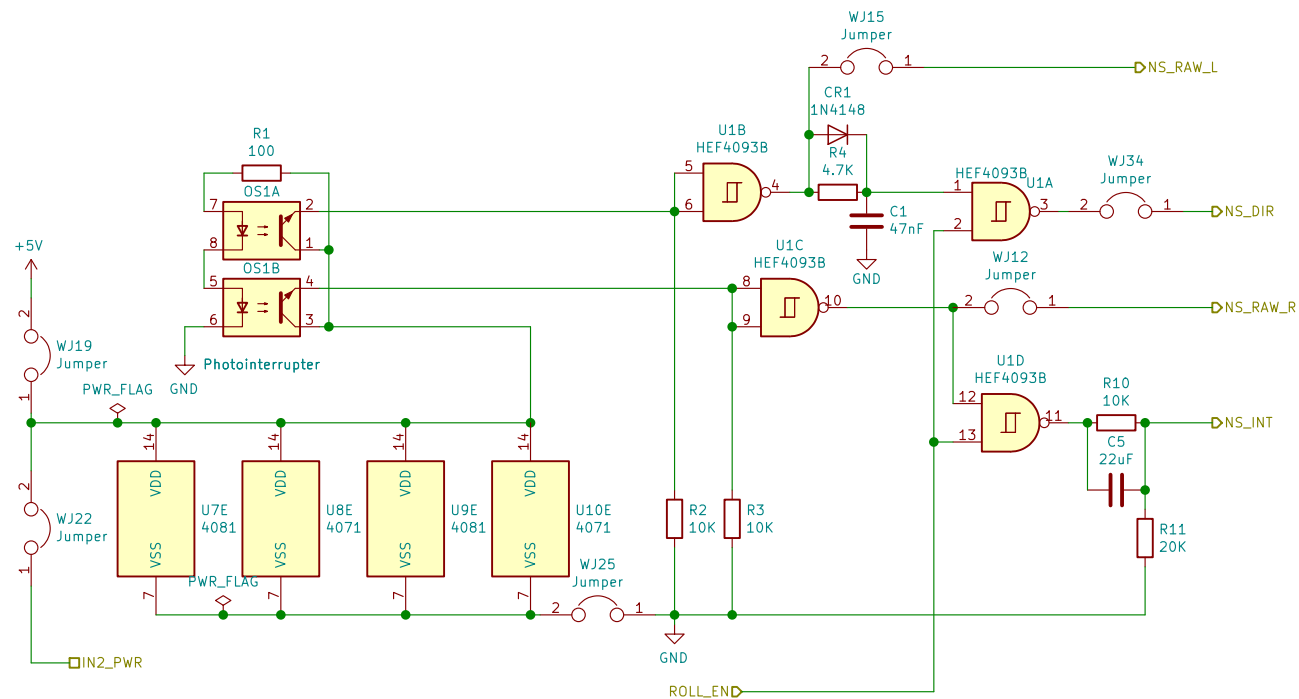 WJ15
Jumper
2
1
NS_RAW_L
CR1
1N4148
R4
4.7K
R1
100
OS1A
7
2
8
1
OS1B
5
4
6
3
Photointerrupter
GND
U1B
HEF4093B
5
6
4
C1
47nF
GND
HEF4093B
U1A
1
2
3
WJ34
Jumper
2
1
NS_DIR
U1C
HEF4093B
8
9
10
WJ12
Jumper
2
1
NS_RAW_R
U1D
HEF4093B
12
13
11
R10
10K
C5
22uF
NS_INT
R11
20K
+5V
2
WJ19
Jumper
1
PWR_FLAG
14
VDD
U7E
4081
VSS
7
14
VDD
U8E
4071
VSS
7
14
VDD
U9E
4081
VSS
7
14
VDD
U10E
4071
VSS
7
2
WJ22
Jumper
1
PWR_FLAG
WJ25
Jumper
2
1
R2
10K
R3
10K
GND
IN2_PWR
ROLL_EN